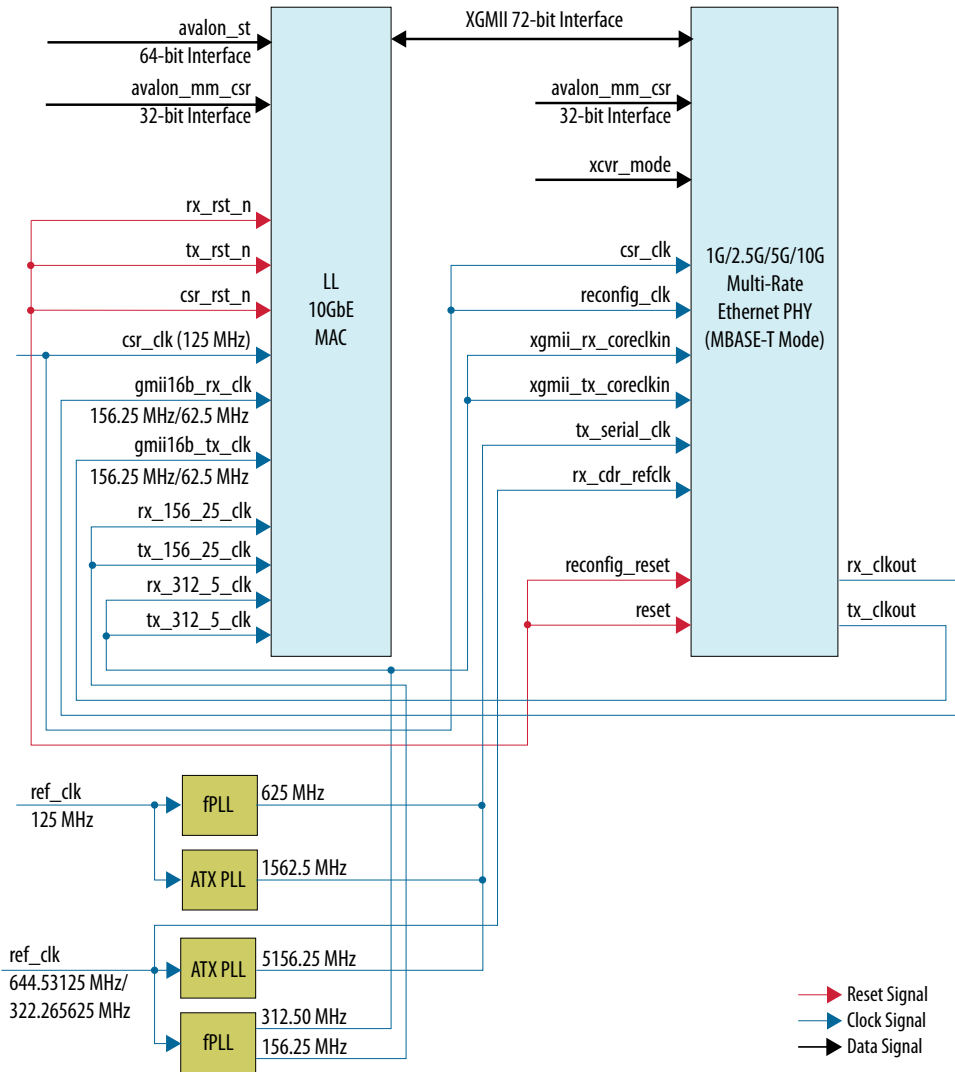 XGMII 72-bit Interface
avalon_st
64-bit Interface
avalon_mm_csr
32-bit Interface
rx_rst_n
tx_rst_n
csr_rst_n
csr_clk (125 MHz)
gmii16b_rx_clk
156.25 MHz/62.5 MHz
gmii16b_tx_clk
156.25 MHz/62.5 MHz
rx_156_25_clk
tx_156_25_clk
rx_312_5_clk
tx_312_5_clk
LL
10GbE
MAC
avalon_mm_csr
32-bit Interface
xcvr_mode
csr_clk
reconfig_clk
xgmii_rx_coreclkin
xgmii_tx_coreclkin
tx_serial_clk
rx_cdr_refclk
reconfig_reset
reset
1G/2.5G/5G/10G
Multi-Rate
Ethernet PHY
(MBASE-T Mode)
rx_clkout
tx_clkout
ref_clk
125 MHz
fPLL
625 MHz
ATX PLL
1562.5 MHz
ref_clk
644.53125 MHz/
322.265625 MHz
ATX PLL
5156.25 MHz
fPLL
312.50 MHz
156.25 MHz
Reset Signal
Clock Signal
Data Signal